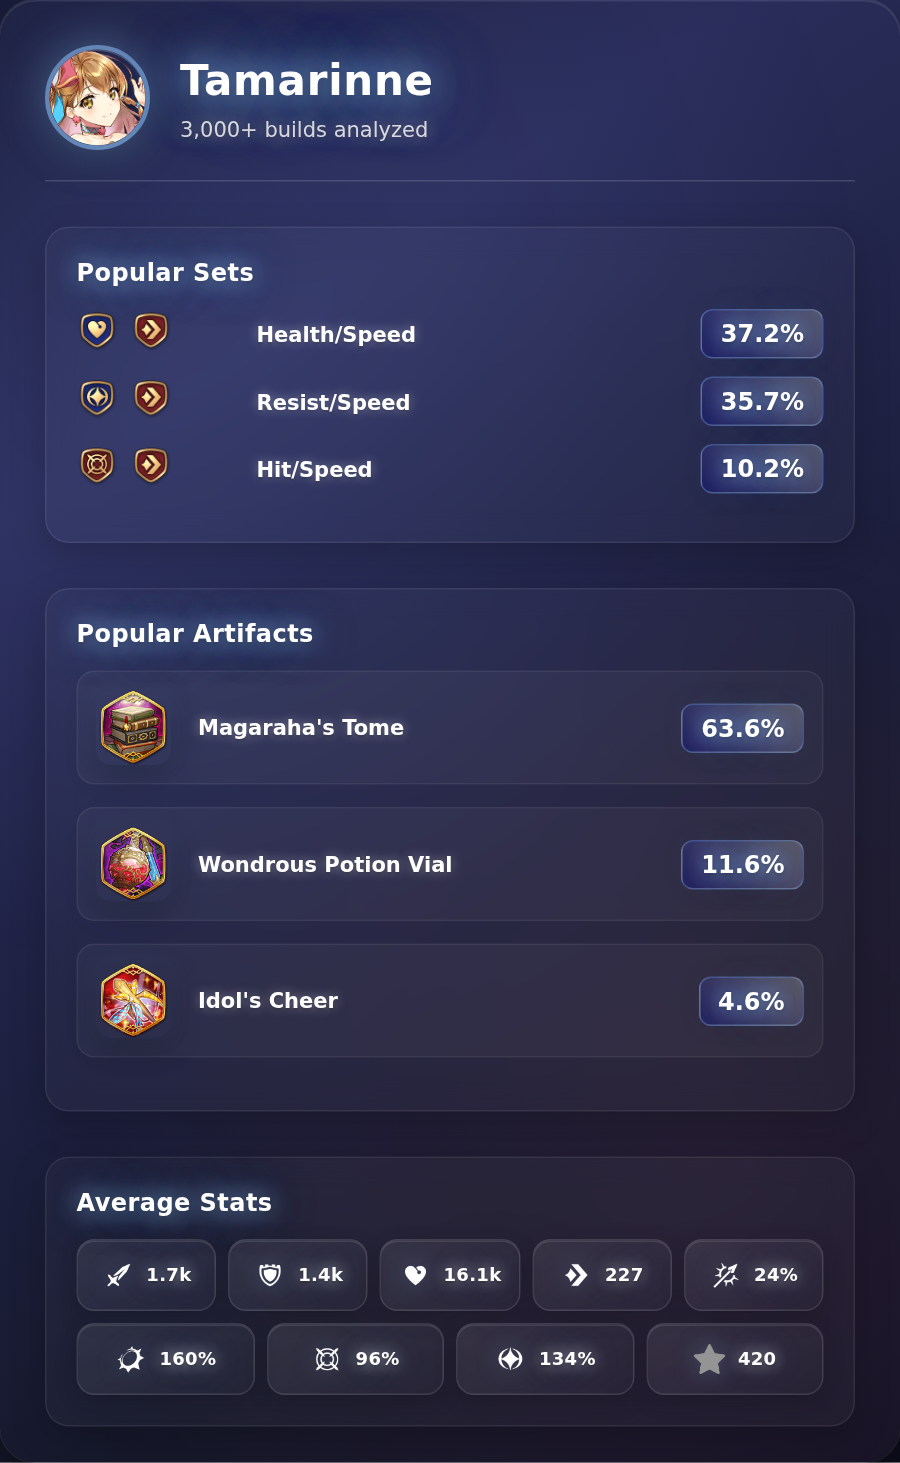 Tamarinne
3,000+ builds analyzed
Popular Sets
Health/Speed 37.2%
Resist/Speed 35.7%
Hit/Speed 10.2%
Popular Artifacts
Magaraha's Tome 63.6%
Wondrous Potion Vial 11.6%
Idol's Cheer 4.6%
Average Stats
1.7k 1.4k 16.1k 227 24%
160% 96% 134% 420